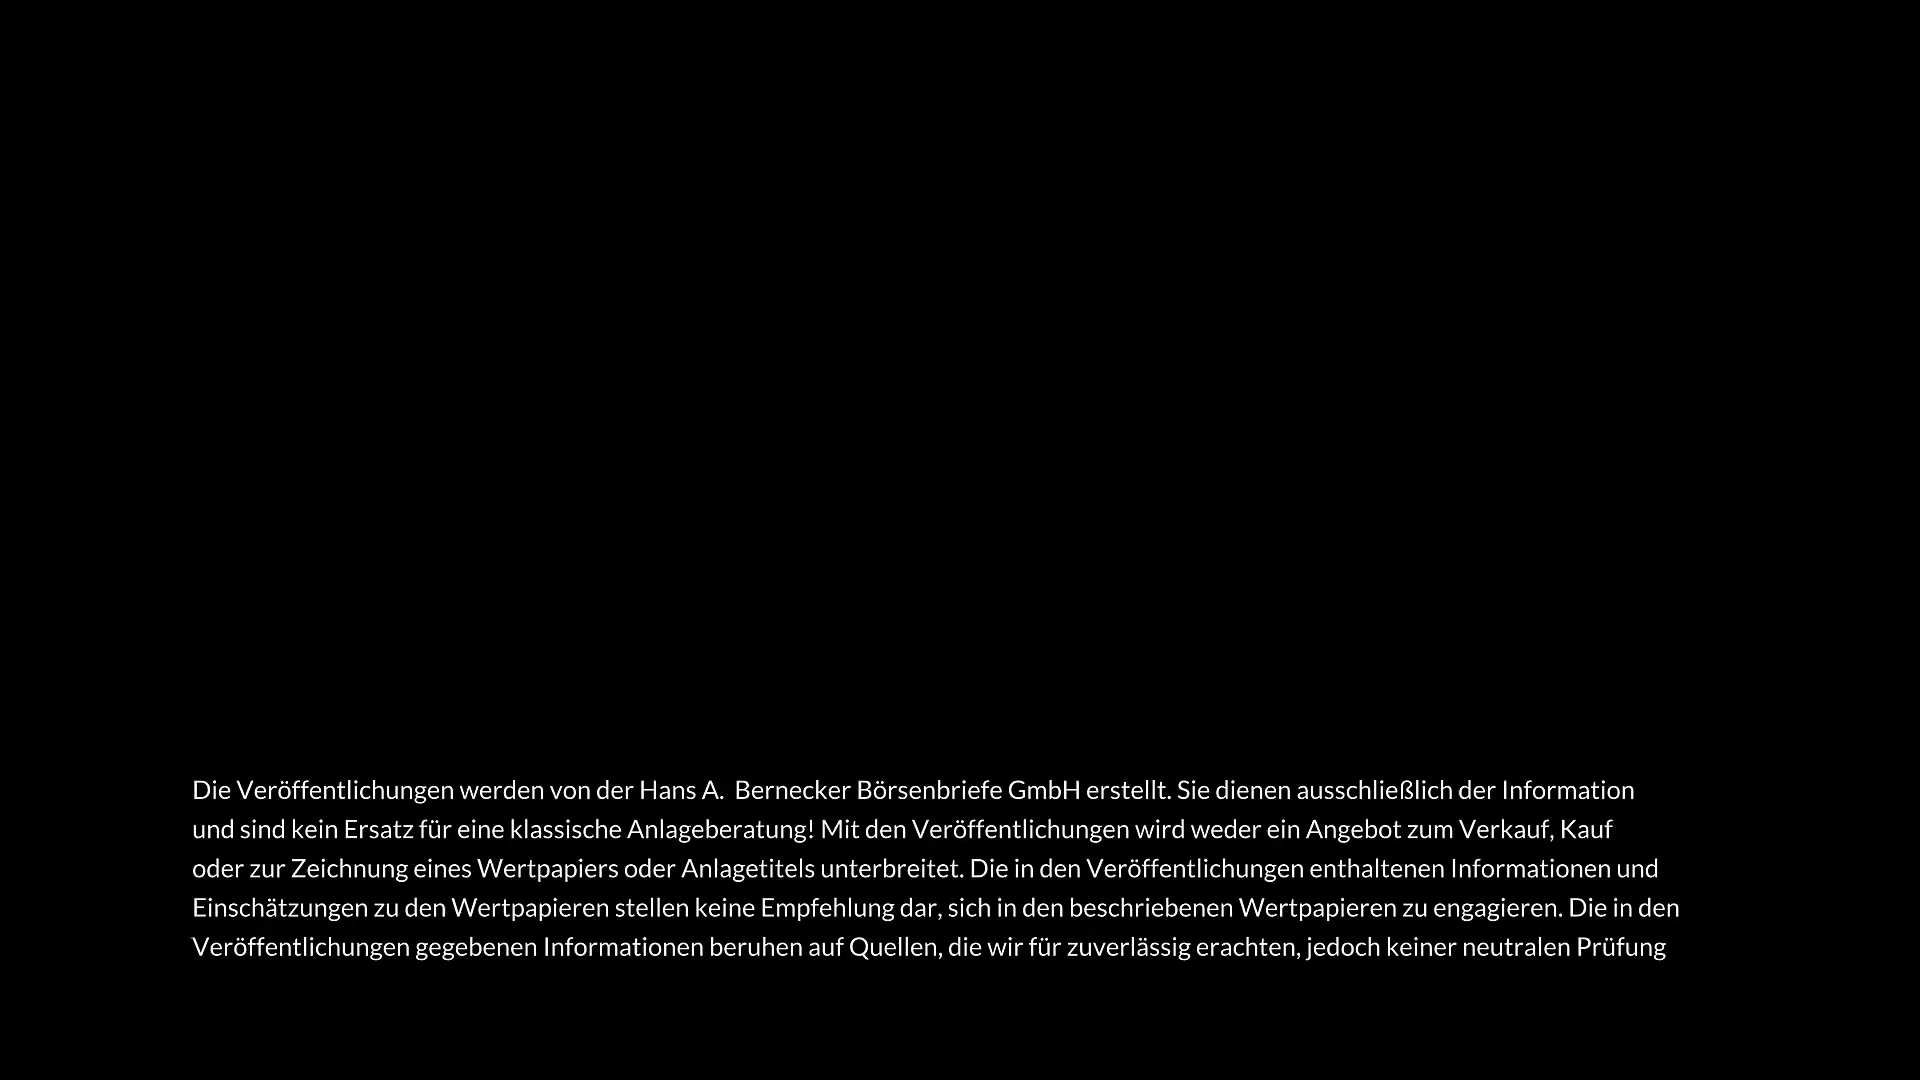 Die Veröffentlichungen werden von der Hans A.  Bernecker Börsenbriefe GmbH erstellt. Sie dienen ausschließlich der Information
und sind kein Ersatz für eine klassische Anlageberatung! Mit den Veröffentlichungen wird weder ein Angebot zum Verkauf, Kauf
oder zur Zeichnung eines Wertpapiers oder Anlagetitels unterbreitet. Die in den Veröffentlichungen enthaltenen Informationen und
Einschätzungen zu den Wertpapieren stellen keine Empfehlung dar, sich in den beschriebenen Wertpapieren zu engagieren. Die in den
Veröffentlichungen gegebenen Informationen beruhen auf Quellen, die wir für zuverlässig erachten, jedoch keiner neutralen Prüfung